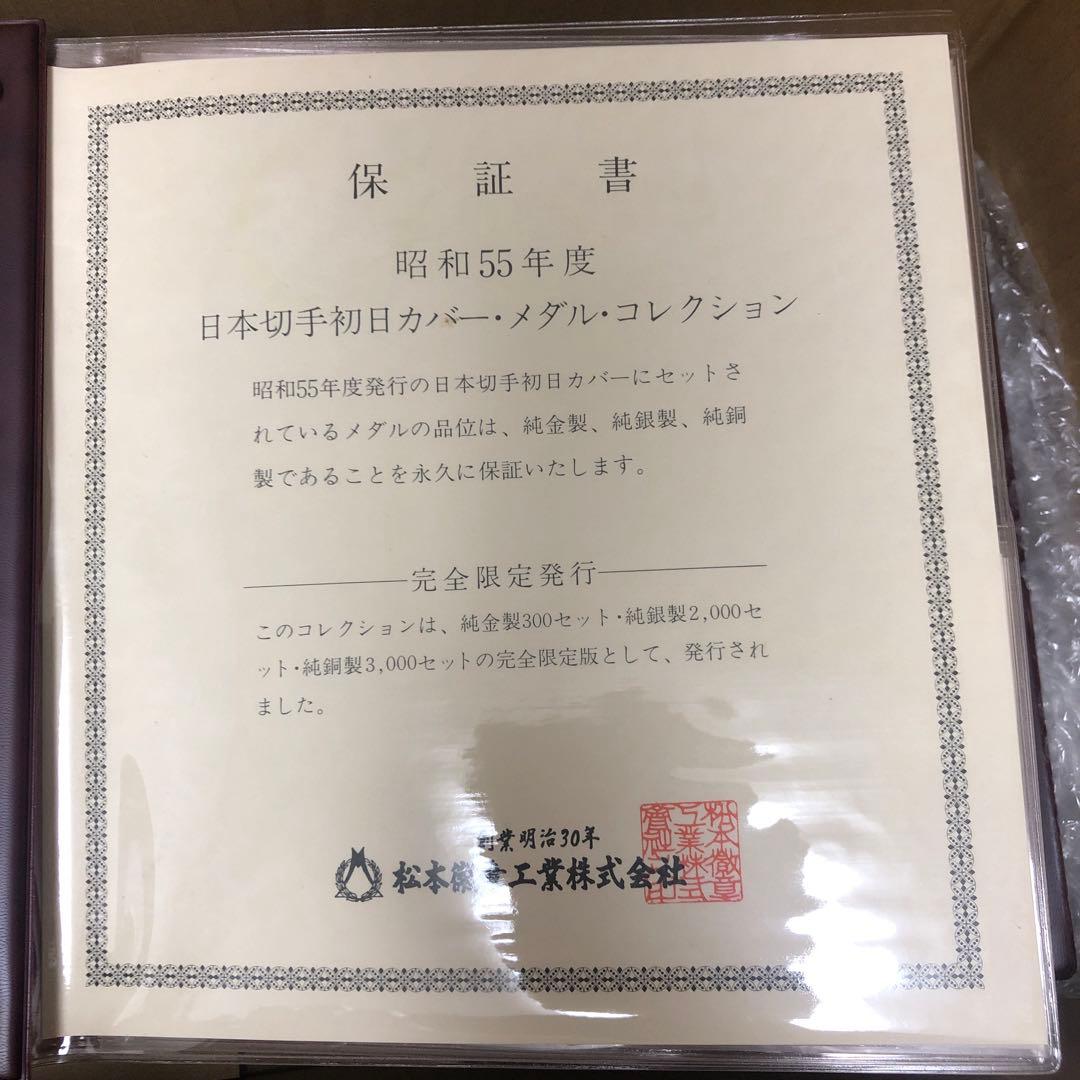 保証書
昭和55年度
日本切手初日カバー・メダル・コレクション
昭和55年度発行の日本切手初日カバーにセットさ
れているメダルの品位は、純金製、純銀製、純銅
製であることを永久に保証いたします。
完全限定発行
このコレクションは、純金製300セット・純銀製2,000セ
ット・純銅製3,000セットの完全限定版として、発行され
ました。
創業明治30年
松本徽章工業株式会社